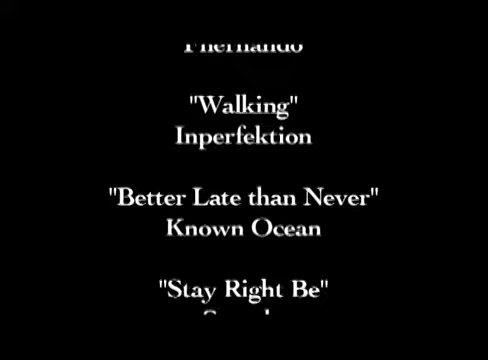 "Walking"
Inperfektion
"Better Late than Never"
Known Ocean
"Stay Right Be"